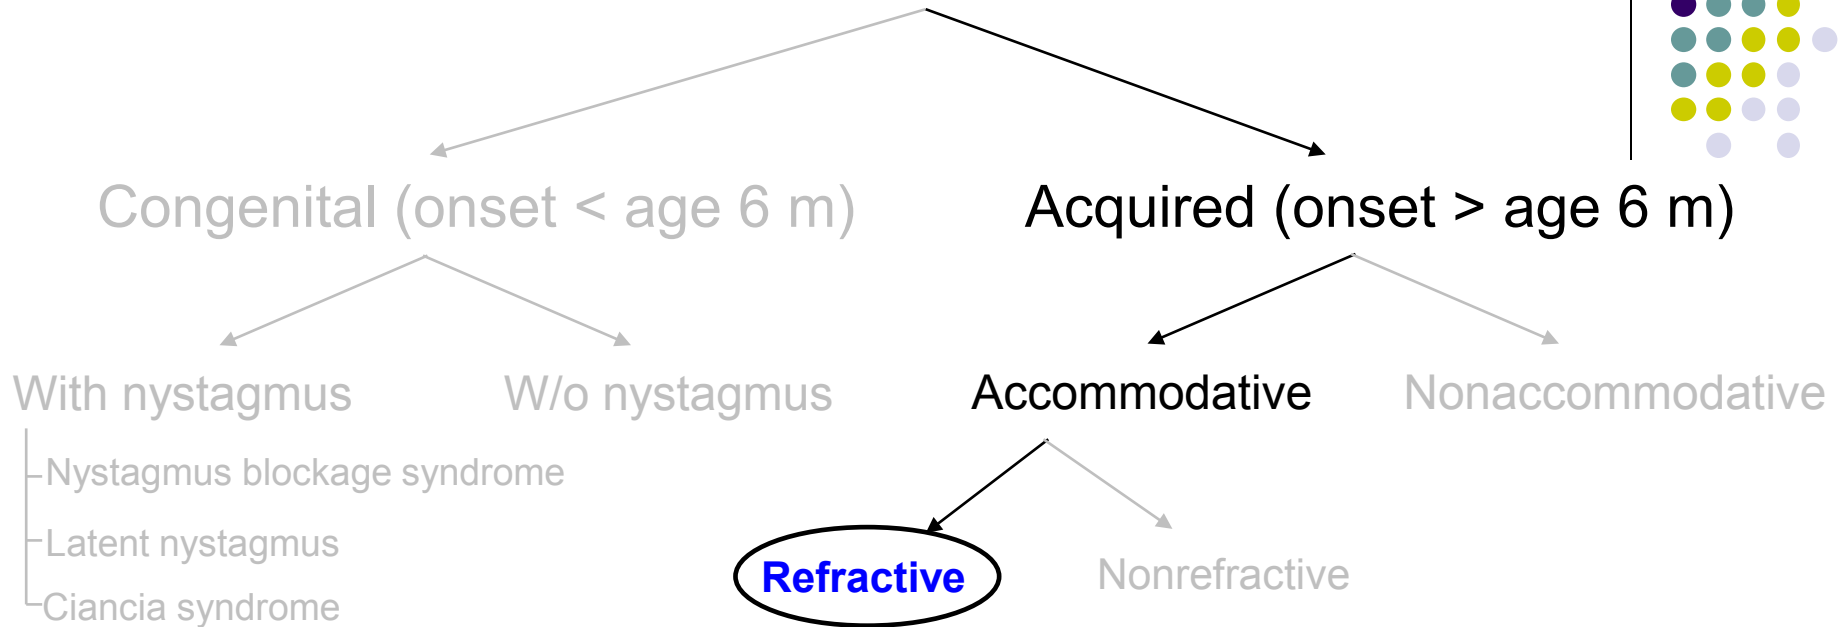 Congenital (onset < age 6 m)
Acquired (onset > age 6 m)
With nystagmus
W/o nystagmus
Accommodative
Nonaccommodative
Nystagmus blockage syndrome
Latent nystagmus
Ciancia syndrome
Refractive
Nonrefractive